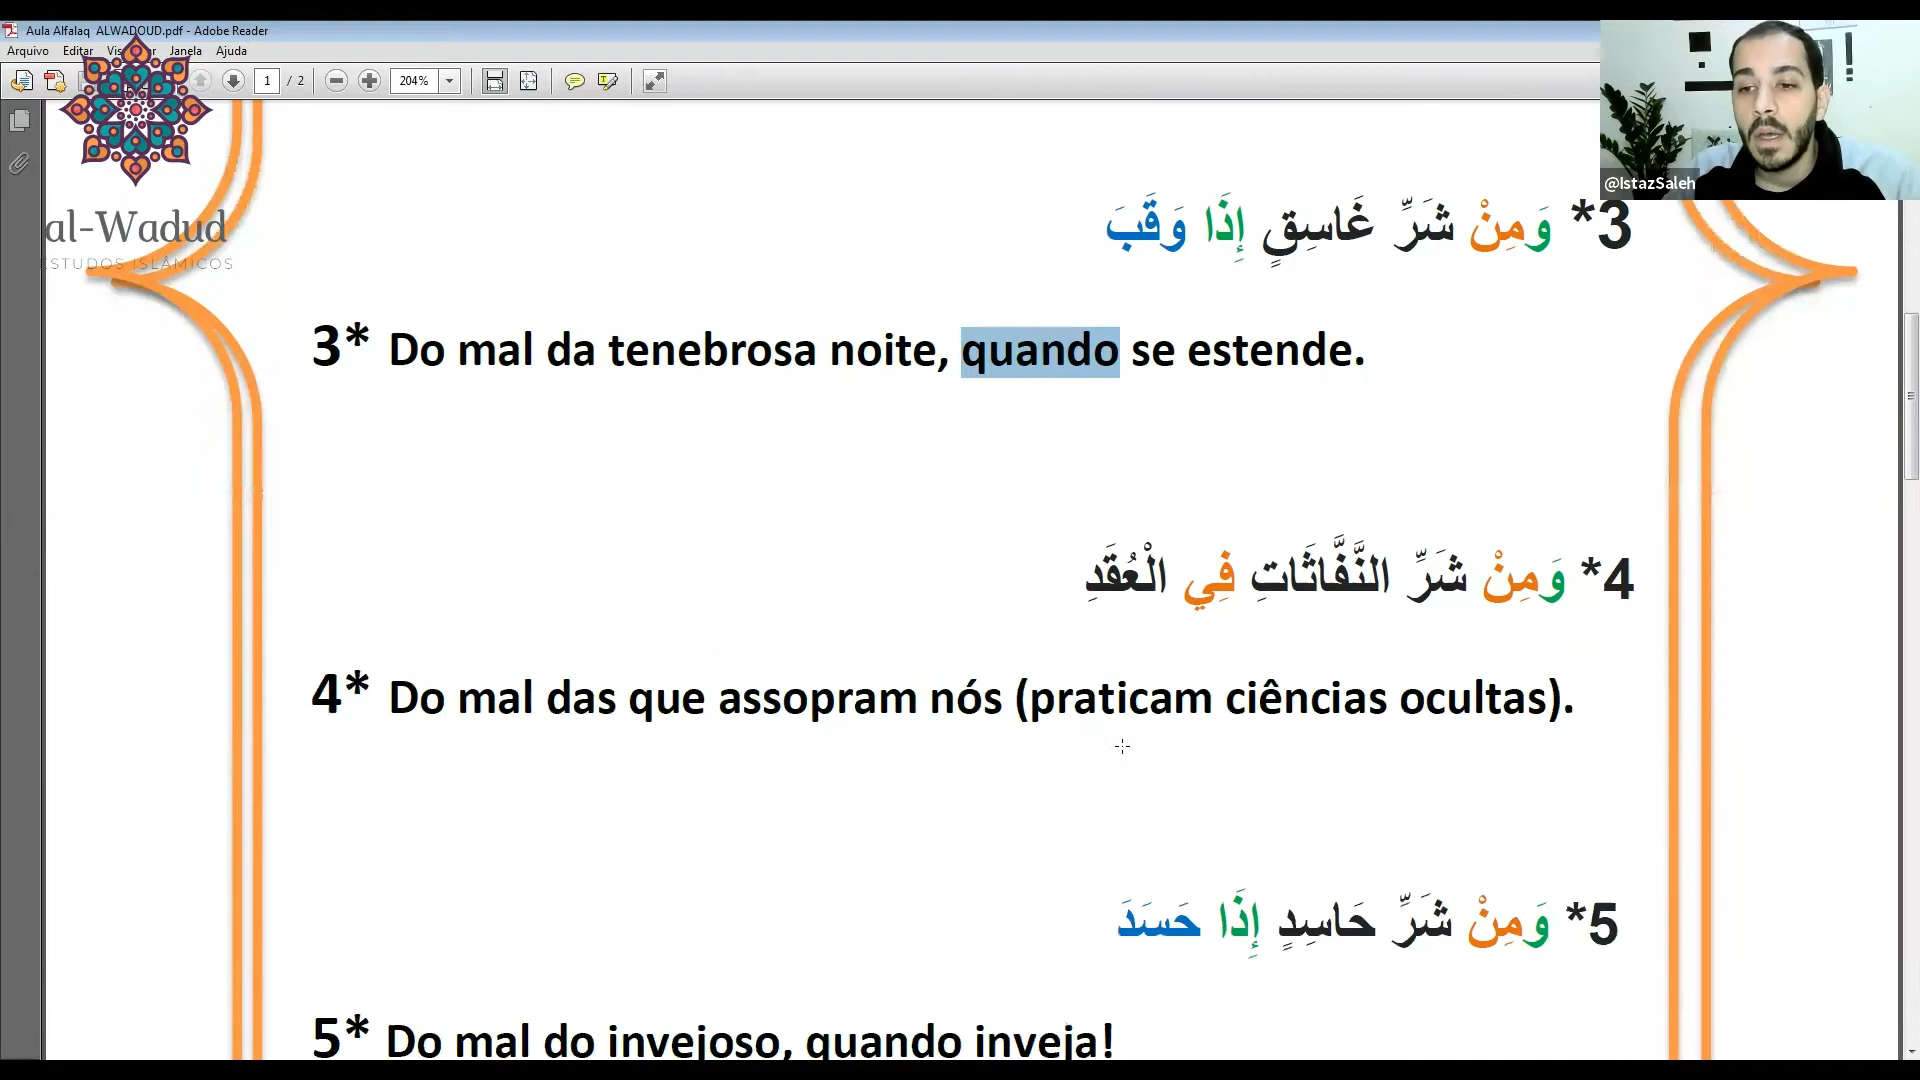 Aula Alfalaq ALWADOUD.pdf - Adobe Reader
Arquivo Editar Janela Ajuda
1 / 2 204%
@IstazSaleh
al-Wadud
ESTUDOS ISLÂMICOS
3* وَمِنْ شَرِّ غَاسِقٍ إِذَا وَقَبَ
3* Do mal da tenebrosa noite, quando se estende.
4* وَمِنْ شَرِّ النَّفَّاثَاتِ فِي الْعُقَدِ
4* Do mal das que assopram nós (praticam ciências ocultas).
5* وَمِنْ شَرِّ حَاسِدٍ إِذَا حَسَدَ
5* Do mal do invejoso, quando inveja!